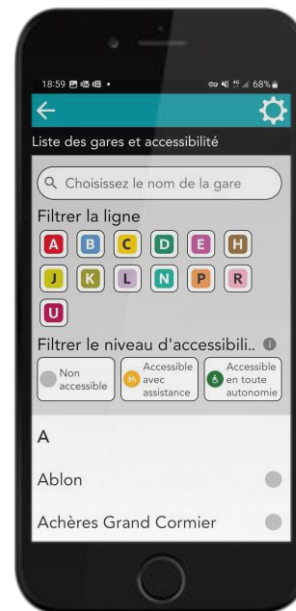 18:59 68%
Liste des gares et accessibilité
Choisissez le nom de la gare
Filtrer la ligne
A B C D E H
J K L N P R
U
Filtrer le niveau d'accessibili..
Non
accessible
Accessible
avec
assistance
Accessible
en toute
autonomie
A
Ablon
Achères Grand Cormier